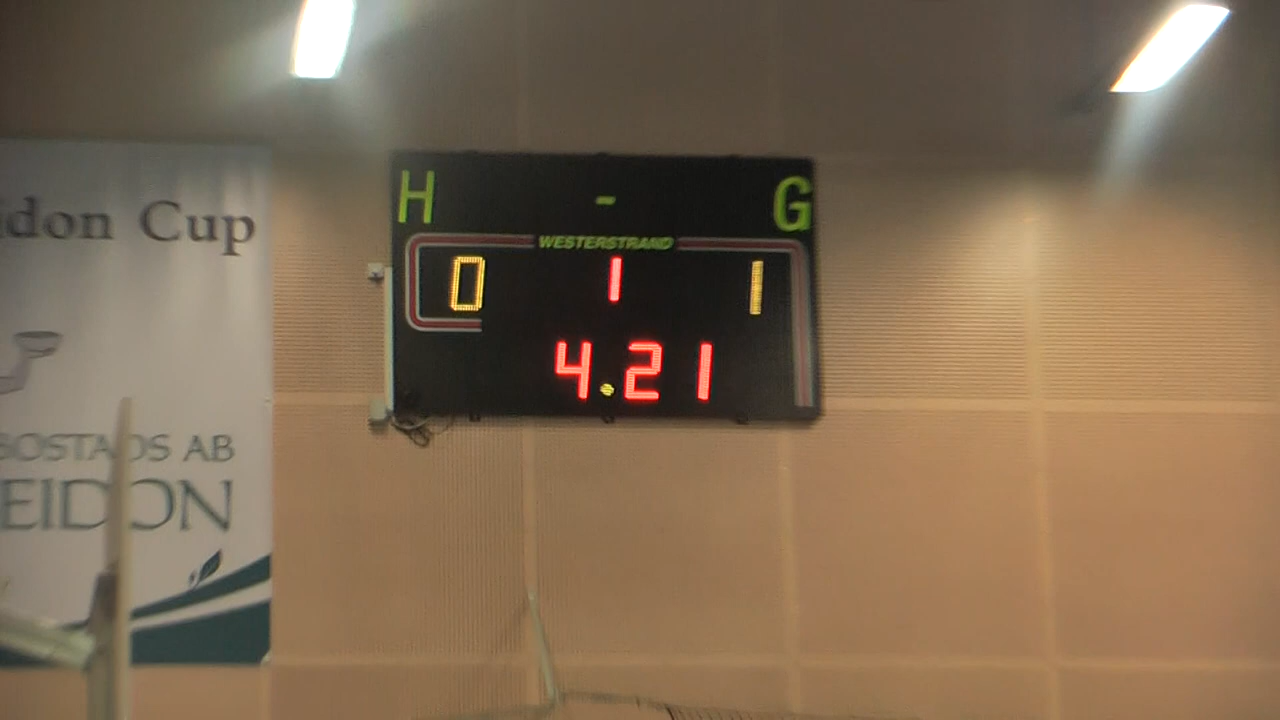 idon Cup
BOSTADS AB
EIDON
H - G
WESTERSTRAND
0 1 1
4.21